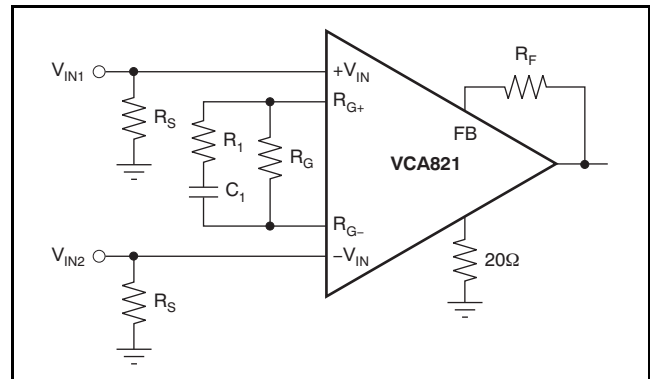 V_IN1
+V_IN
R_F
R_S
R_G+
R_1
R_G
FB
VCA821
C_1
R_G−
V_IN2
−V_IN
R_S
20Ω